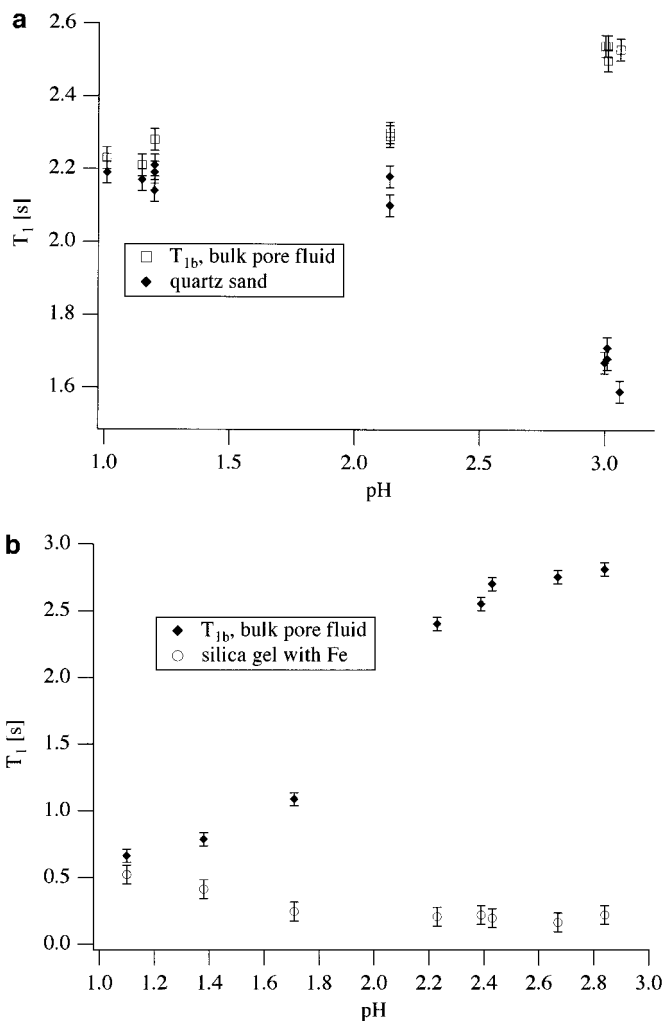 a
2.6
2.4
2.2
2.0
1.8
1.6
T1 [s]
T1b, bulk pore fluid
quartz sand
1.0 1.5 2.0 2.5 3.0
pH
b
3.0
2.5
2.0
1.5
1.0
0.5
0.0
T1 [s]
T1b, bulk pore fluid
silica gel with Fe
1.0 1.2 1.4 1.6 1.8 2.0 2.2 2.4 2.6 2.8 3.0
pH